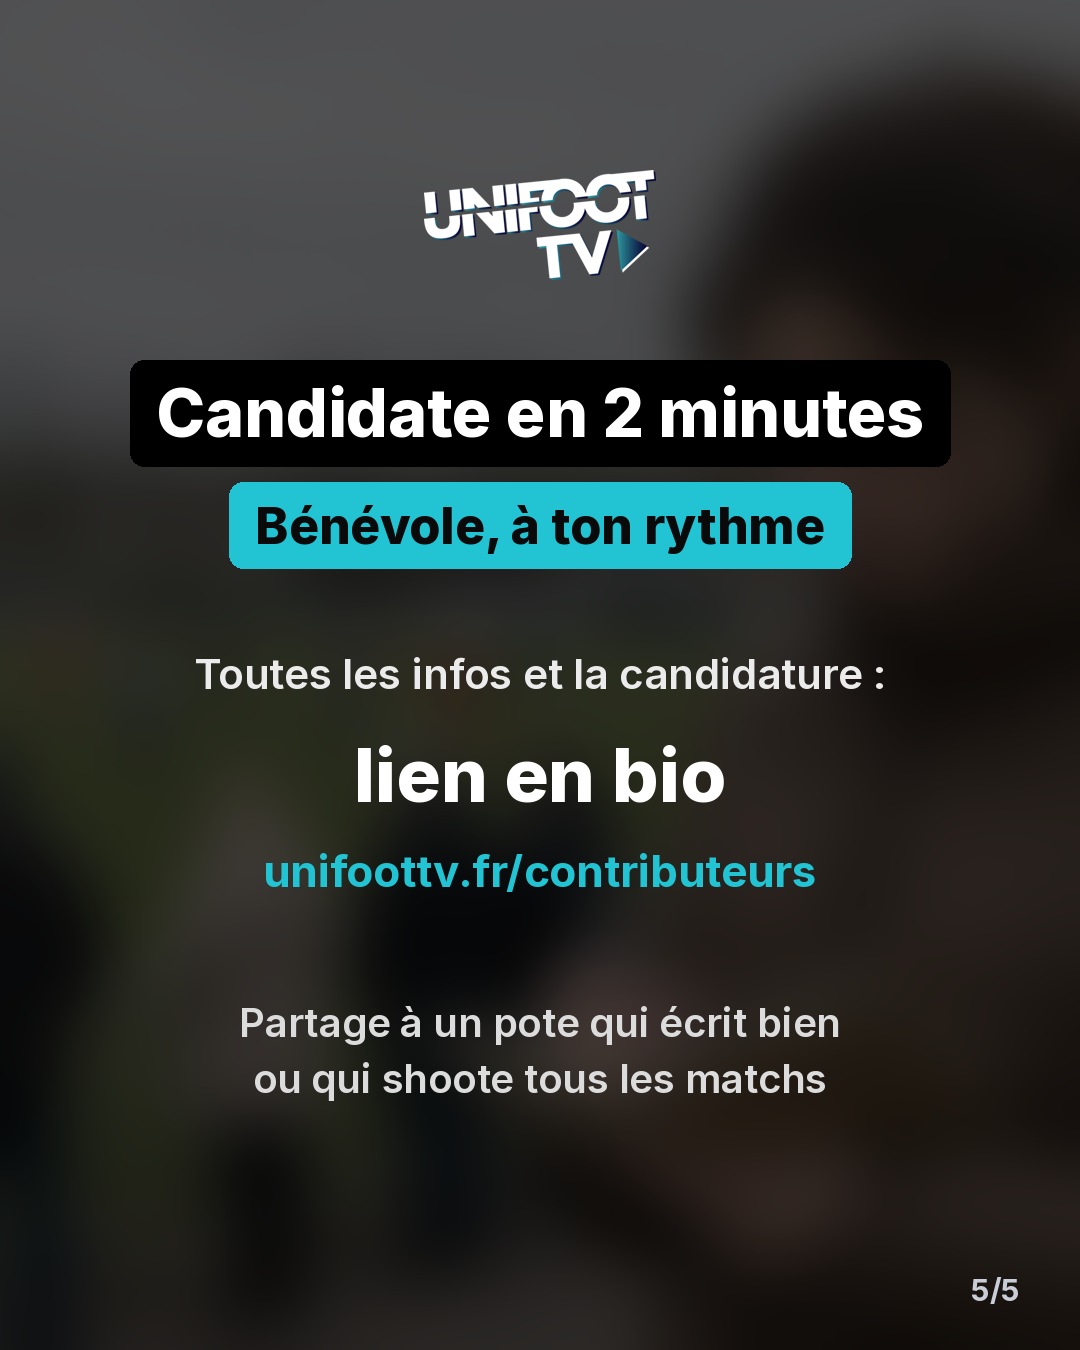 UNIFOOT
TV
Candidate en 2 minutes
Bénévole, à ton rythme
Toutes les infos et la candidature :
lien en bio
unifoottv.fr/contributeurs
Partage à un pote qui écrit bien
ou qui shoote tous les matchs
5/5